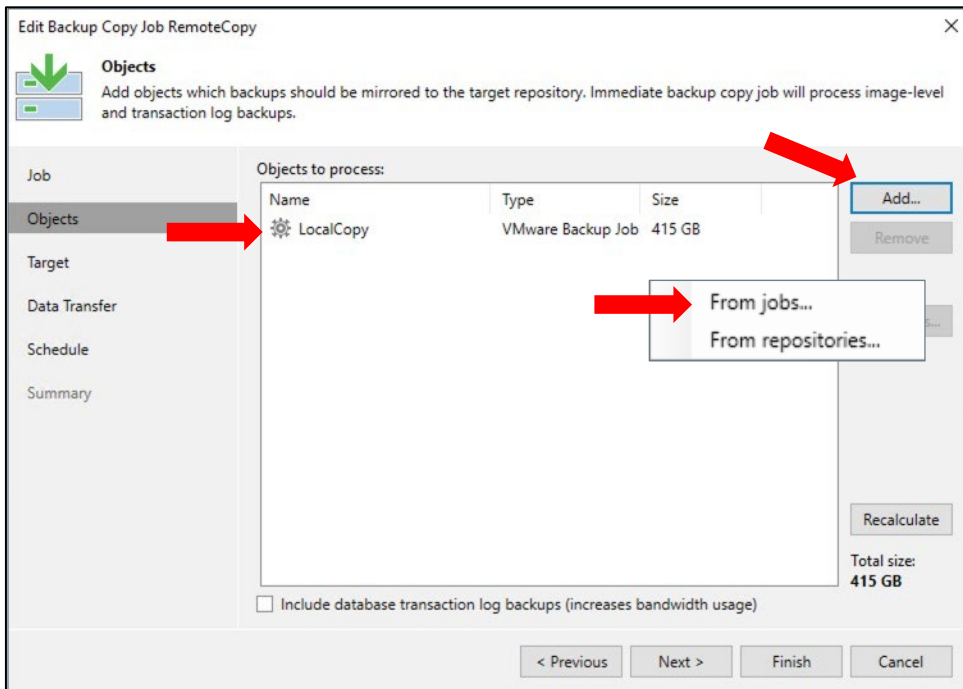 Edit Backup Copy Job RemoteCopy
Objects
Add objects which backups should be mirrored to the target repository. Immediate backup copy job will process image-level
and transaction log backups.
Job
Objects
Target
Data Transfer
Schedule
Summary
Objects to process:
Name Type Size
LocalCopy VMware Backup Job 415 GB
Add...
Remove
From jobs...
From repositories...
Recalculate
Total size:
415 GB
Include database transaction log backups (increases bandwidth usage)
< Previous Next > Finish Cancel